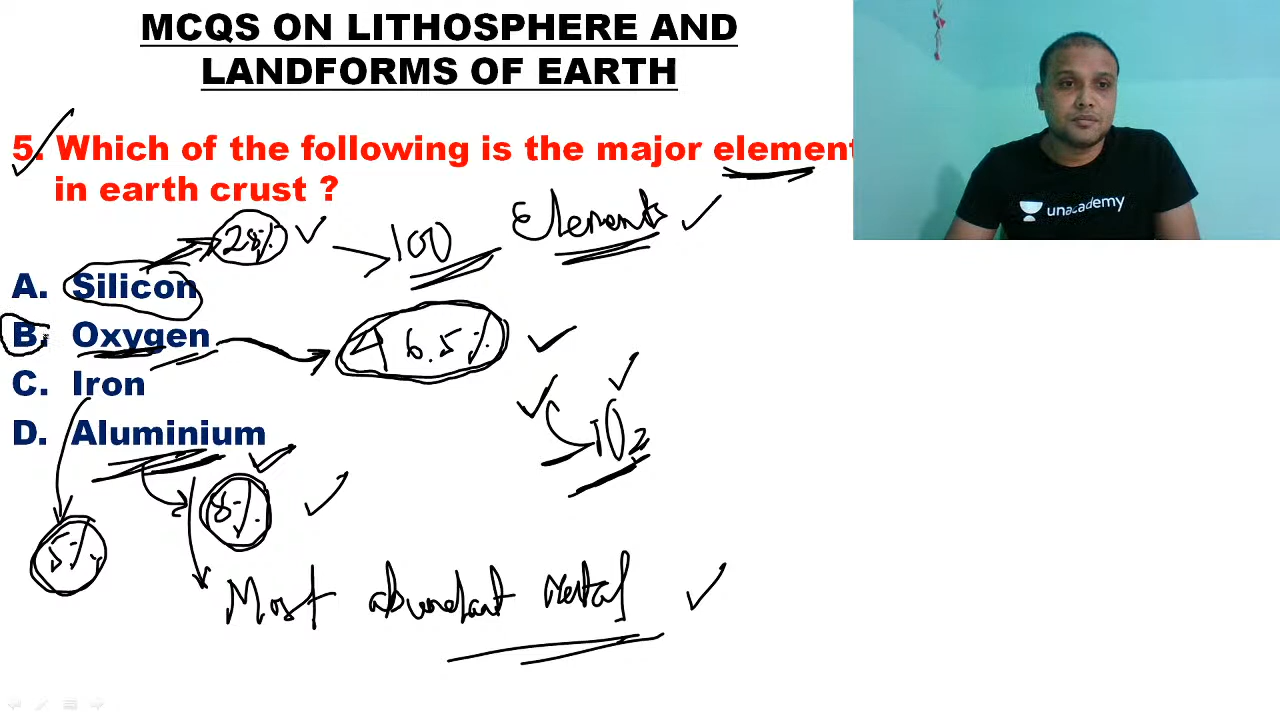 MCQS ON LITHOSPHERE AND
LANDFORMS OF EARTH
5. Which of the following is the major element
in earth crust ?
28%
>100 Elements
A. Silicon
B. Oxygen
46.5%
C. Iron
SiO2
D. Aluminium
8%
5%
Most abundant metal
unacademy